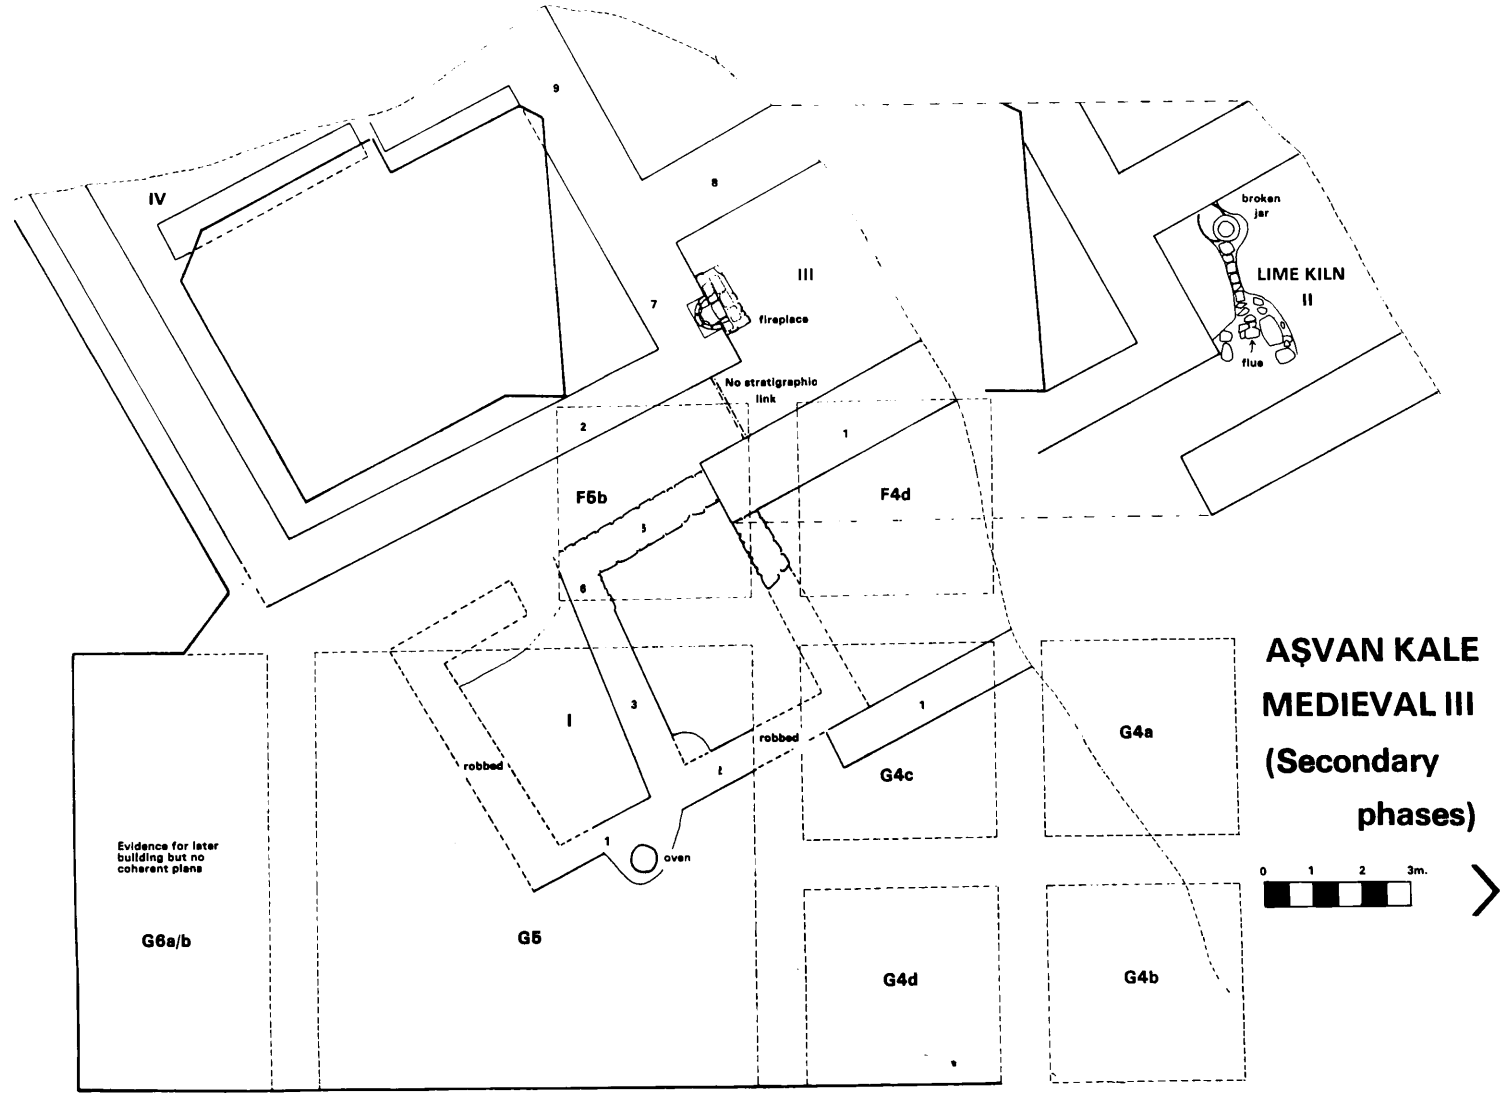 9
IV
8
broken
jar
III
LIME KILN
II
7
fireplace
flue
No stratigraphic
link
2
1
F5b
F4d
5
6
AŞVAN KALE
MEDIEVAL III
(Secondary
phases)
I
3
1
G4a
robbed
robbed
2
G4c
1
oven
Evidence for later
building but no
coherent plans
0 1 2 3m.
G6a/b
G5
G4d
G4b